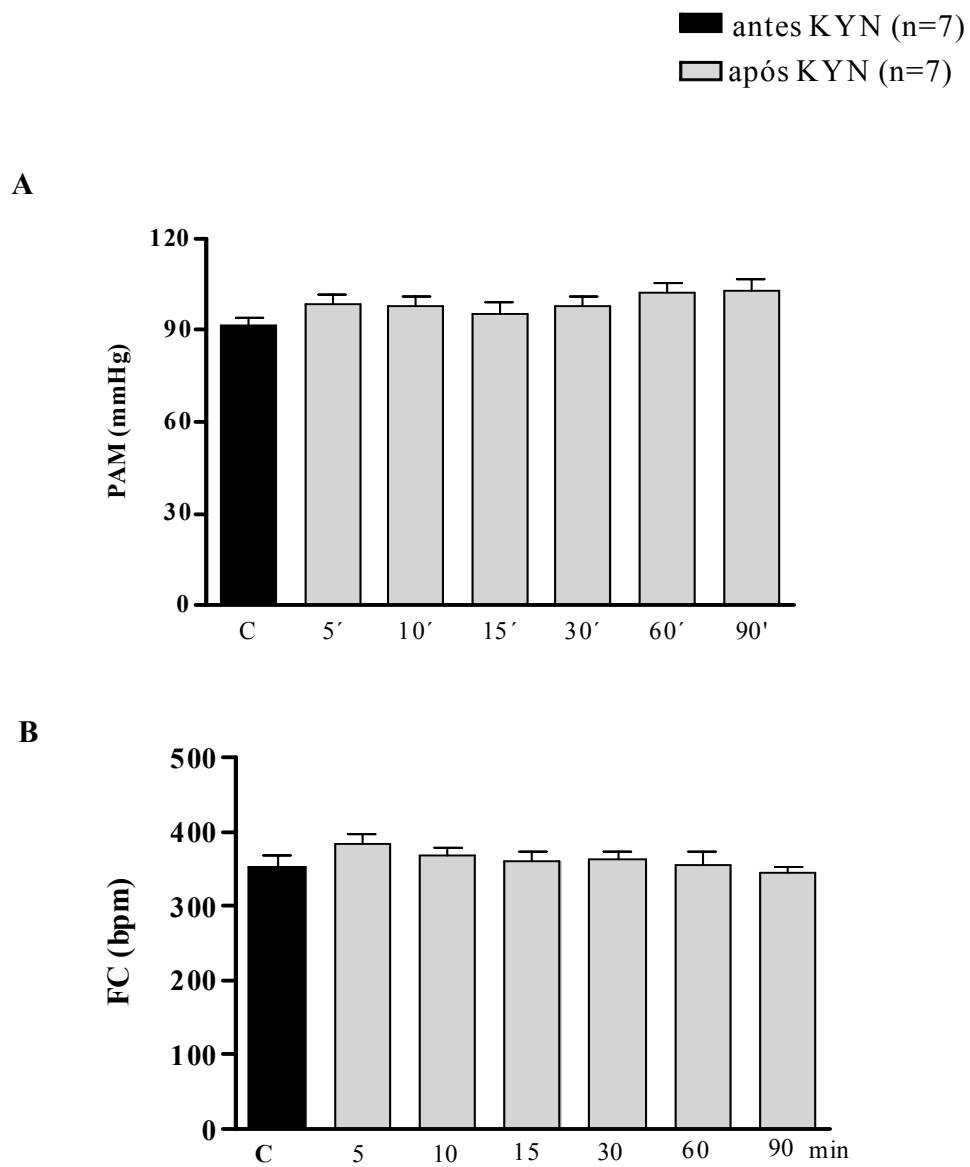 antes KYN (n=7)
após KYN (n=7)
A
120
90
60
30
0
PAM (mmHg)
C 5´ 10´ 15´ 30´ 60´ 90'
B
500
400
300
200
100
0
FC (bpm)
C 5 10 15 30 60 90 min